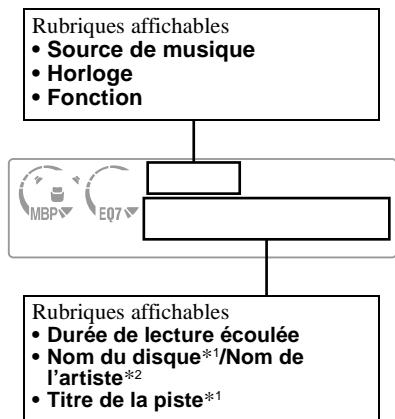 Rubriques affichables
• Source de musique
• Horloge
• Fonction
MBP EQ7
Rubriques affichables
• Durée de lecture écoulée
• Nom du disque*1/Nom de
l'artiste*2
• Titre de la piste*1